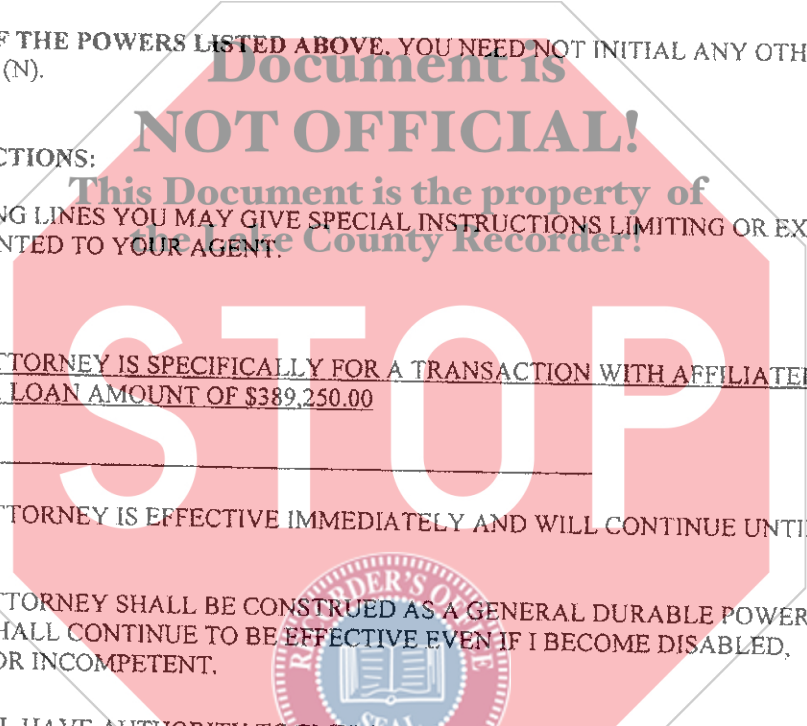 F THE POWERS LISTED ABOVE. YOU NEED NOT INITIAL ANY OTH
(N).
Document is
NOT OFFICIAL!
CTIONS:
This Document is the property of
NG LINES YOU MAY GIVE SPECIAL INSTRUCTIONS LIMITING OR EX
the Lake County Recorder!
NTED TO YOUR AGENT.
STOP
TTORNEY IS SPECIFICALLY FOR A TRANSACTION WITH AFFILIATE
LOAN AMOUNT OF $389,250.00
TTORNEY IS EFFECTIVE IMMEDIATELY AND WILL CONTINUE UNTI
TTORNEY SHALL BE CONSTRUED AS A GENERAL DURABLE POWER
HALL CONTINUE TO BE EFFECTIVE EVEN IF I BECOME DISABLED,
OR INCOMPETENT.
RECORDER'S OFFICE
SEAL
HAVE AUTHORITY TO